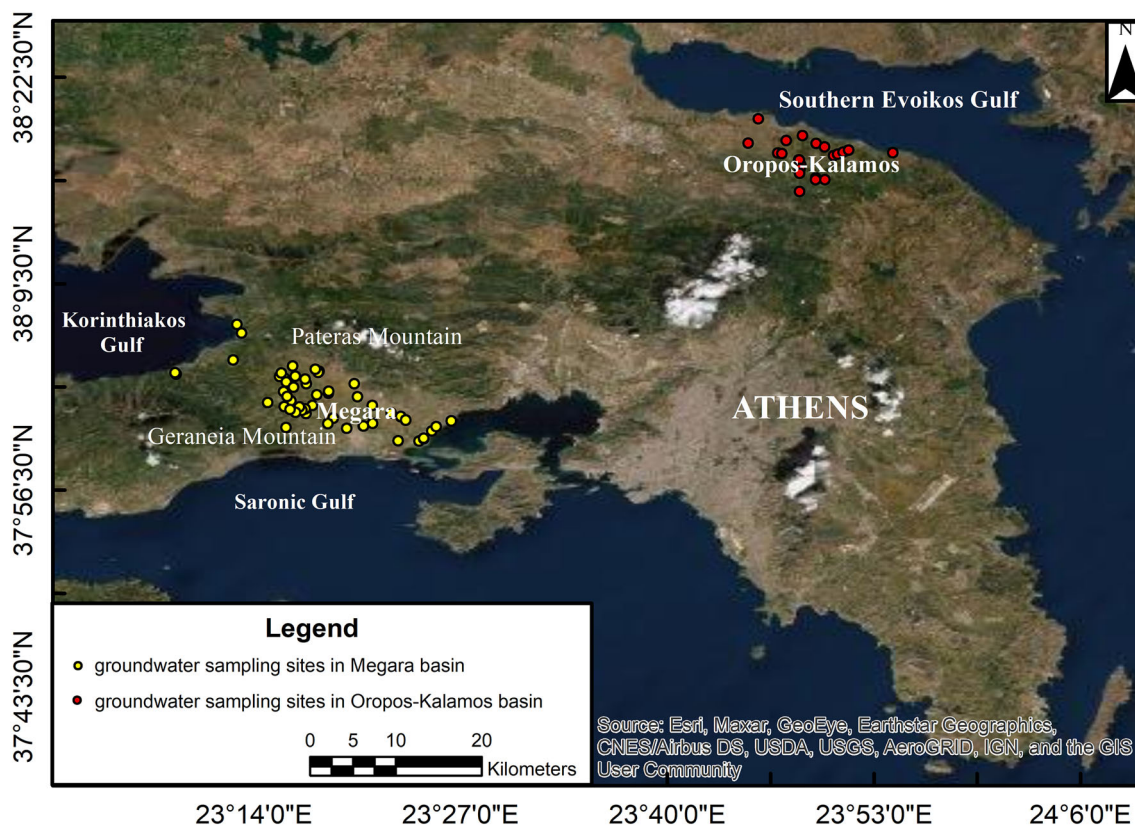 N
38°22'30"N
Southern Evoikos Gulf
Oropos-Kalamos
38°9'30"N
Korinthiakos
Gulf
Pateras Mountain
Megara
ATHENS
Geraneia Mountain
37°56'30"N
Saronic Gulf
Legend
groundwater sampling sites in Megara basin
groundwater sampling sites in Oropos-Kalamos basin
37°43'30"N
0 5 10 20
Kilometers
Source: Esri, Maxar, GeoEye, Earthstar Geographics,
CNES/Airbus DS, USDA, USGS, AeroGRID, IGN, and the GIS
User Community
23°14'0"E 23°27'0"E 23°40'0"E 23°53'0"E 24°6'0"E